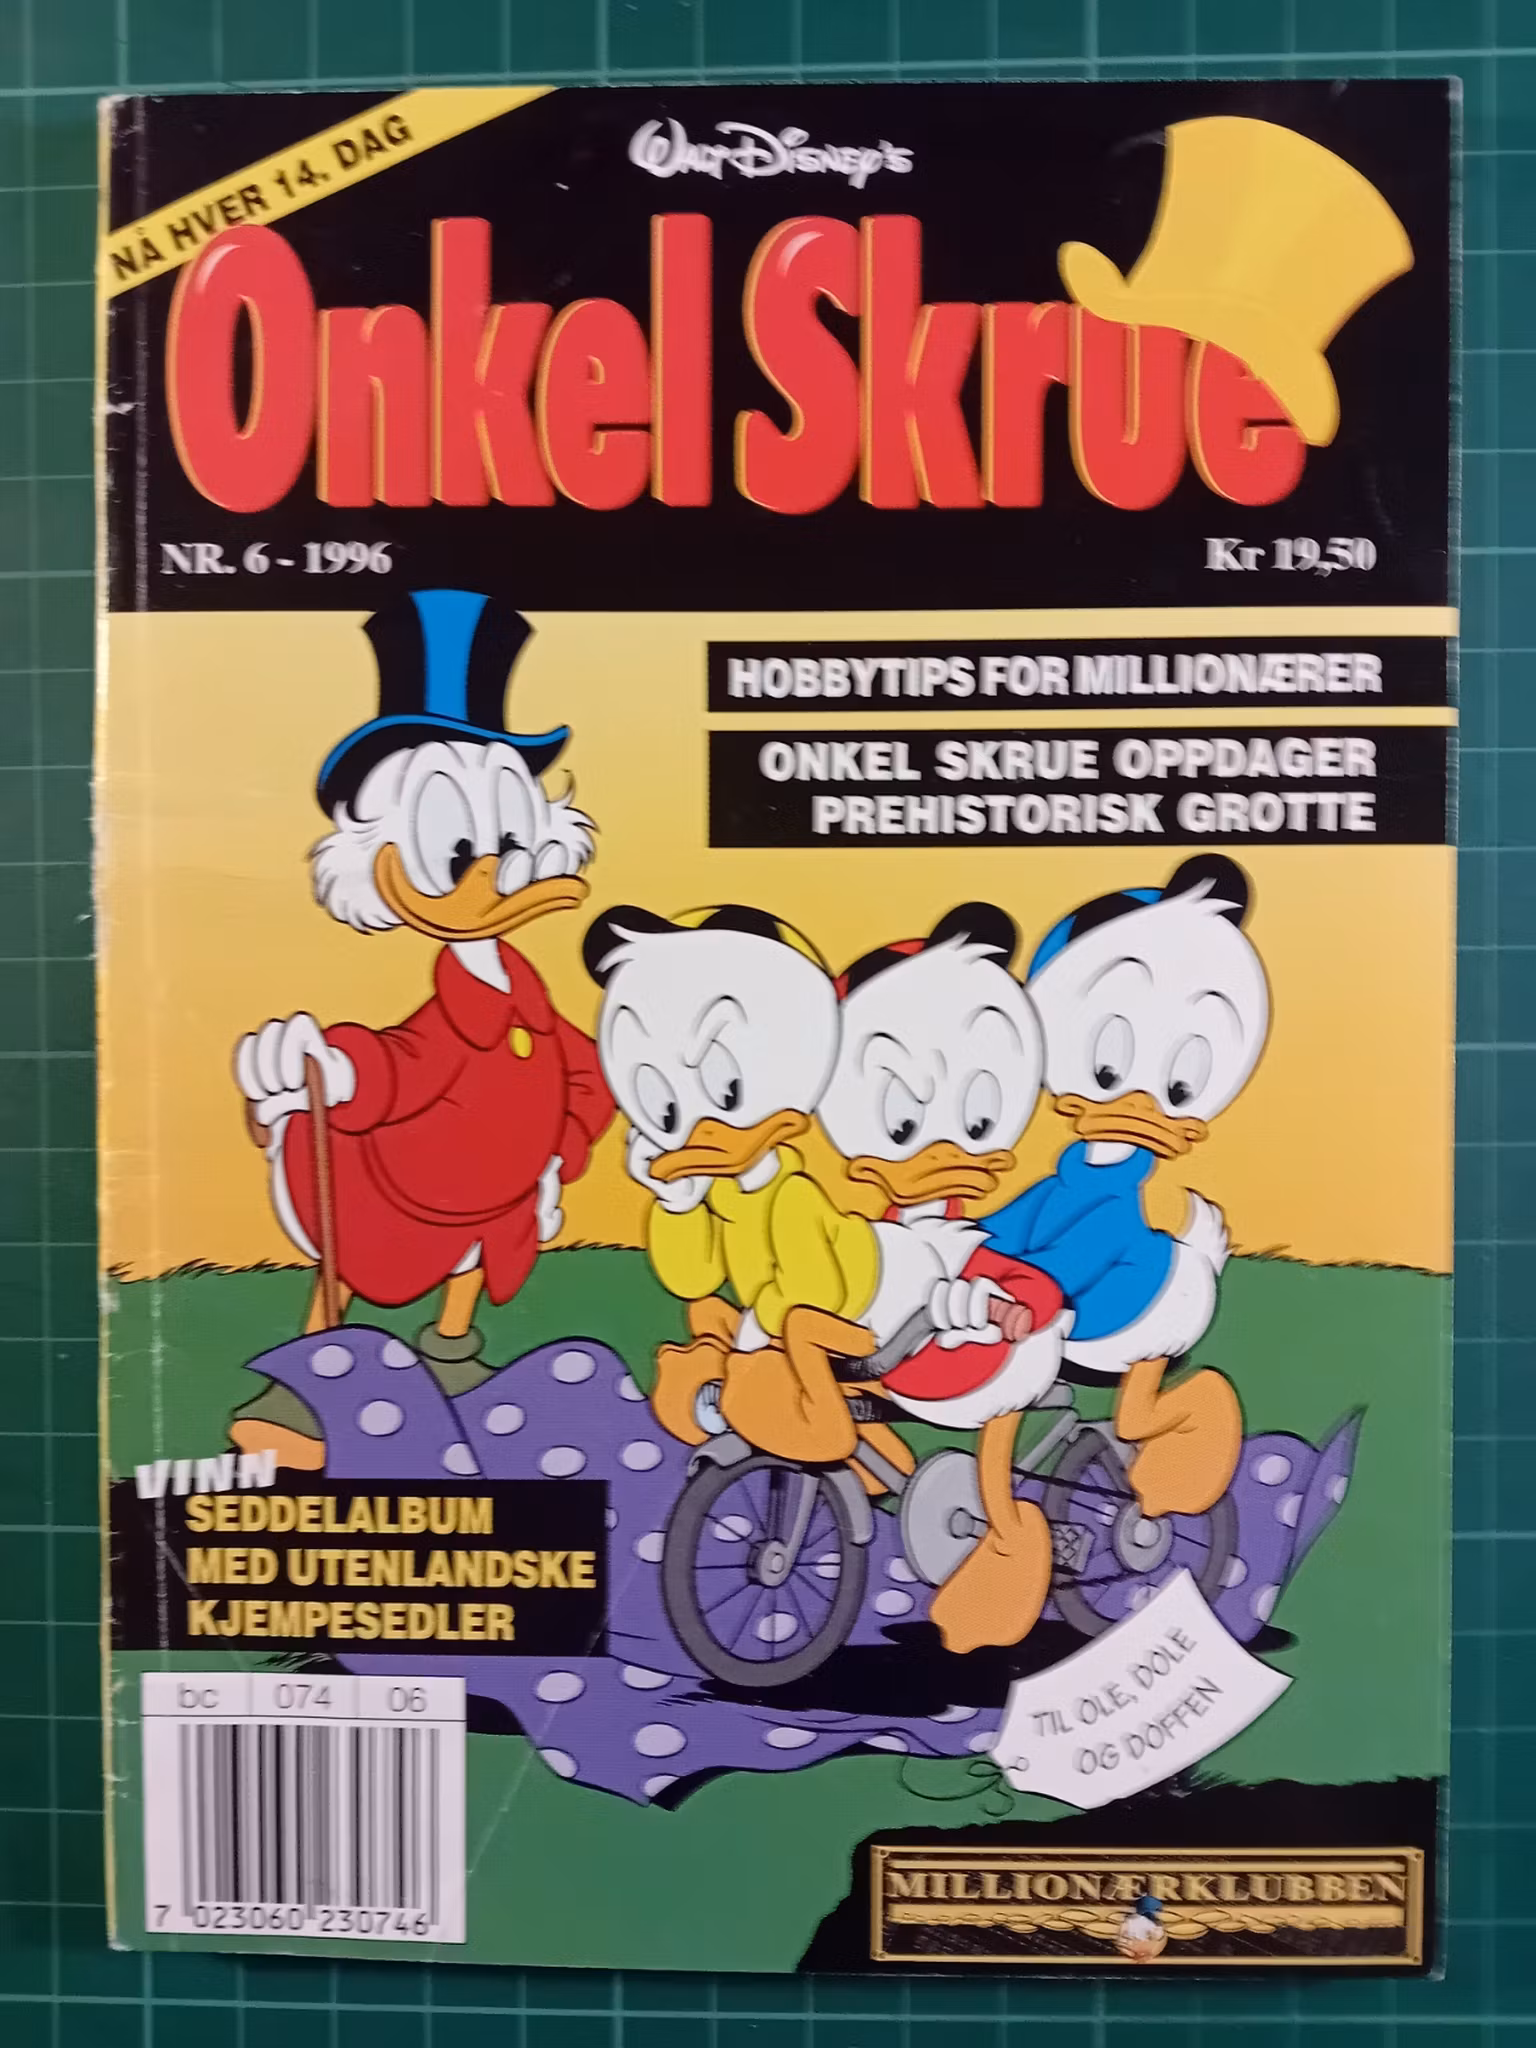 NÅ HVER 14. DAG
WALT DISNEY'S
Onkel Skrue
NR. 6 - 1996
Kr 19,50
HOBBYTIPS FOR MILLIONÆRER
ONKEL SKRUE OPPDAGER
PREHISTORISK GROTTE
VINN
SEDDELALBUM
MED UTENLANDSKE
KJEMPESEDLER
TIL OLE, DOLE
OG DOFFEN
bc 074 06
7 023060 230746
MILLIONÆRKLUBBEN